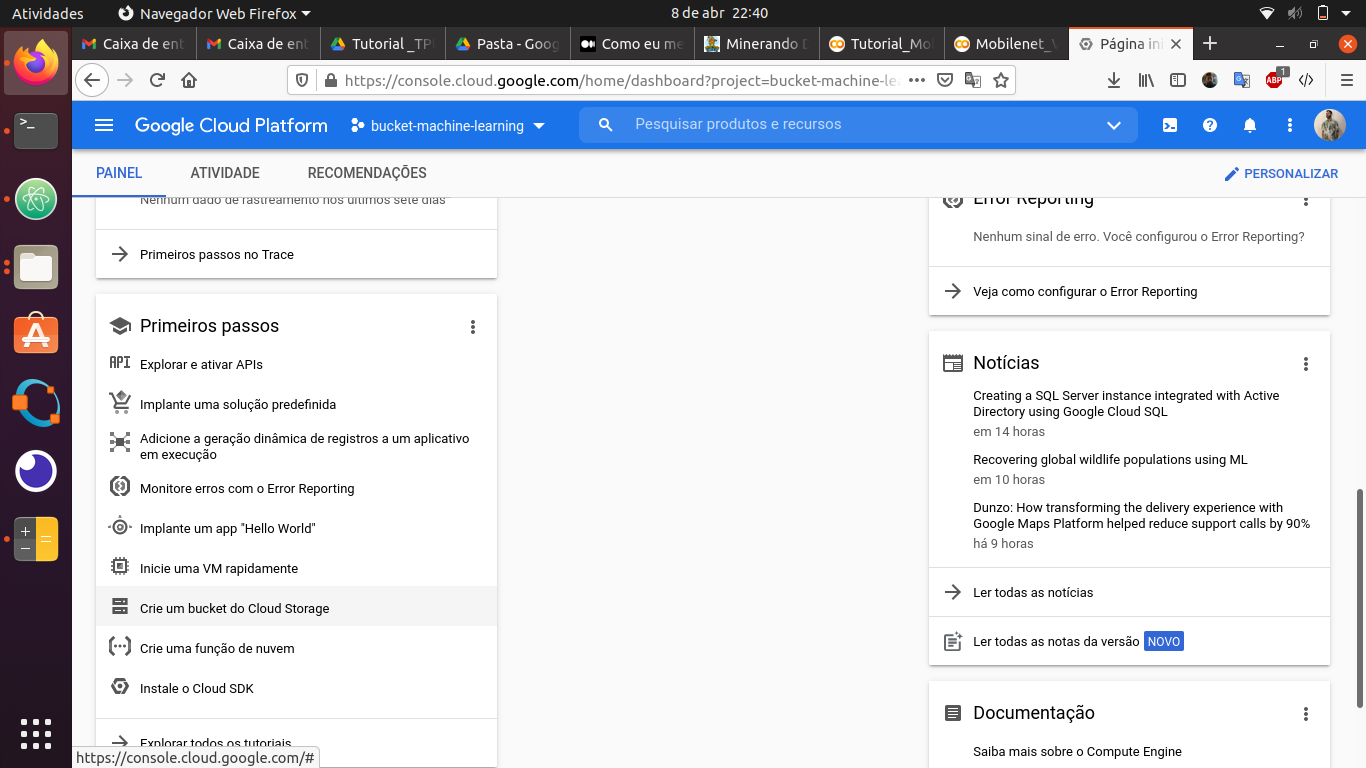 Atividades
Navegador Web Firefox
8 de abr 22:40
Caixa de ent
Caixa de ent
Tutorial _TP
Pasta - Goog
Como eu me
Minerando D
Tutorial_Mo
Mobilenet_V
Página in
https://console.cloud.google.com/home/dashboard?project=bucket-machine-le
ABP
1
Google Cloud Platform
bucket-machine-learning
Pesquisar produtos e recursos
PAINEL
ATIVIDADE
RECOMENDAÇÕES
PERSONALIZAR
Nenhum dado de rastreamento nos últimos sete dias
Primeiros passos no Trace
Primeiros passos
API
Explorar e ativar APIs
Implante uma solução predefinida
Adicione a geração dinâmica de registros a um aplicativo
em execução
Monitore erros com o Error Reporting
Implante um app "Hello World"
Inicie uma VM rapidamente
Crie um bucket do Cloud Storage
Crie uma função de nuvem
Instale o Cloud SDK
Explorar todos os tutoriais
https://console.cloud.google.com/#
Error Reporting
Nenhum sinal de erro. Você configurou o Error Reporting?
Veja como configurar o Error Reporting
Notícias
Creating a SQL Server instance integrated with Active
Directory using Google Cloud SQL
em 14 horas
Recovering global wildlife populations using ML
em 10 horas
Dunzo: How transforming the delivery experience with
Google Maps Platform helped reduce support calls by 90%
há 9 horas
Ler todas as notícias
Ler todas as notas da versão NOVO
Documentação
Saiba mais sobre o Compute Engine